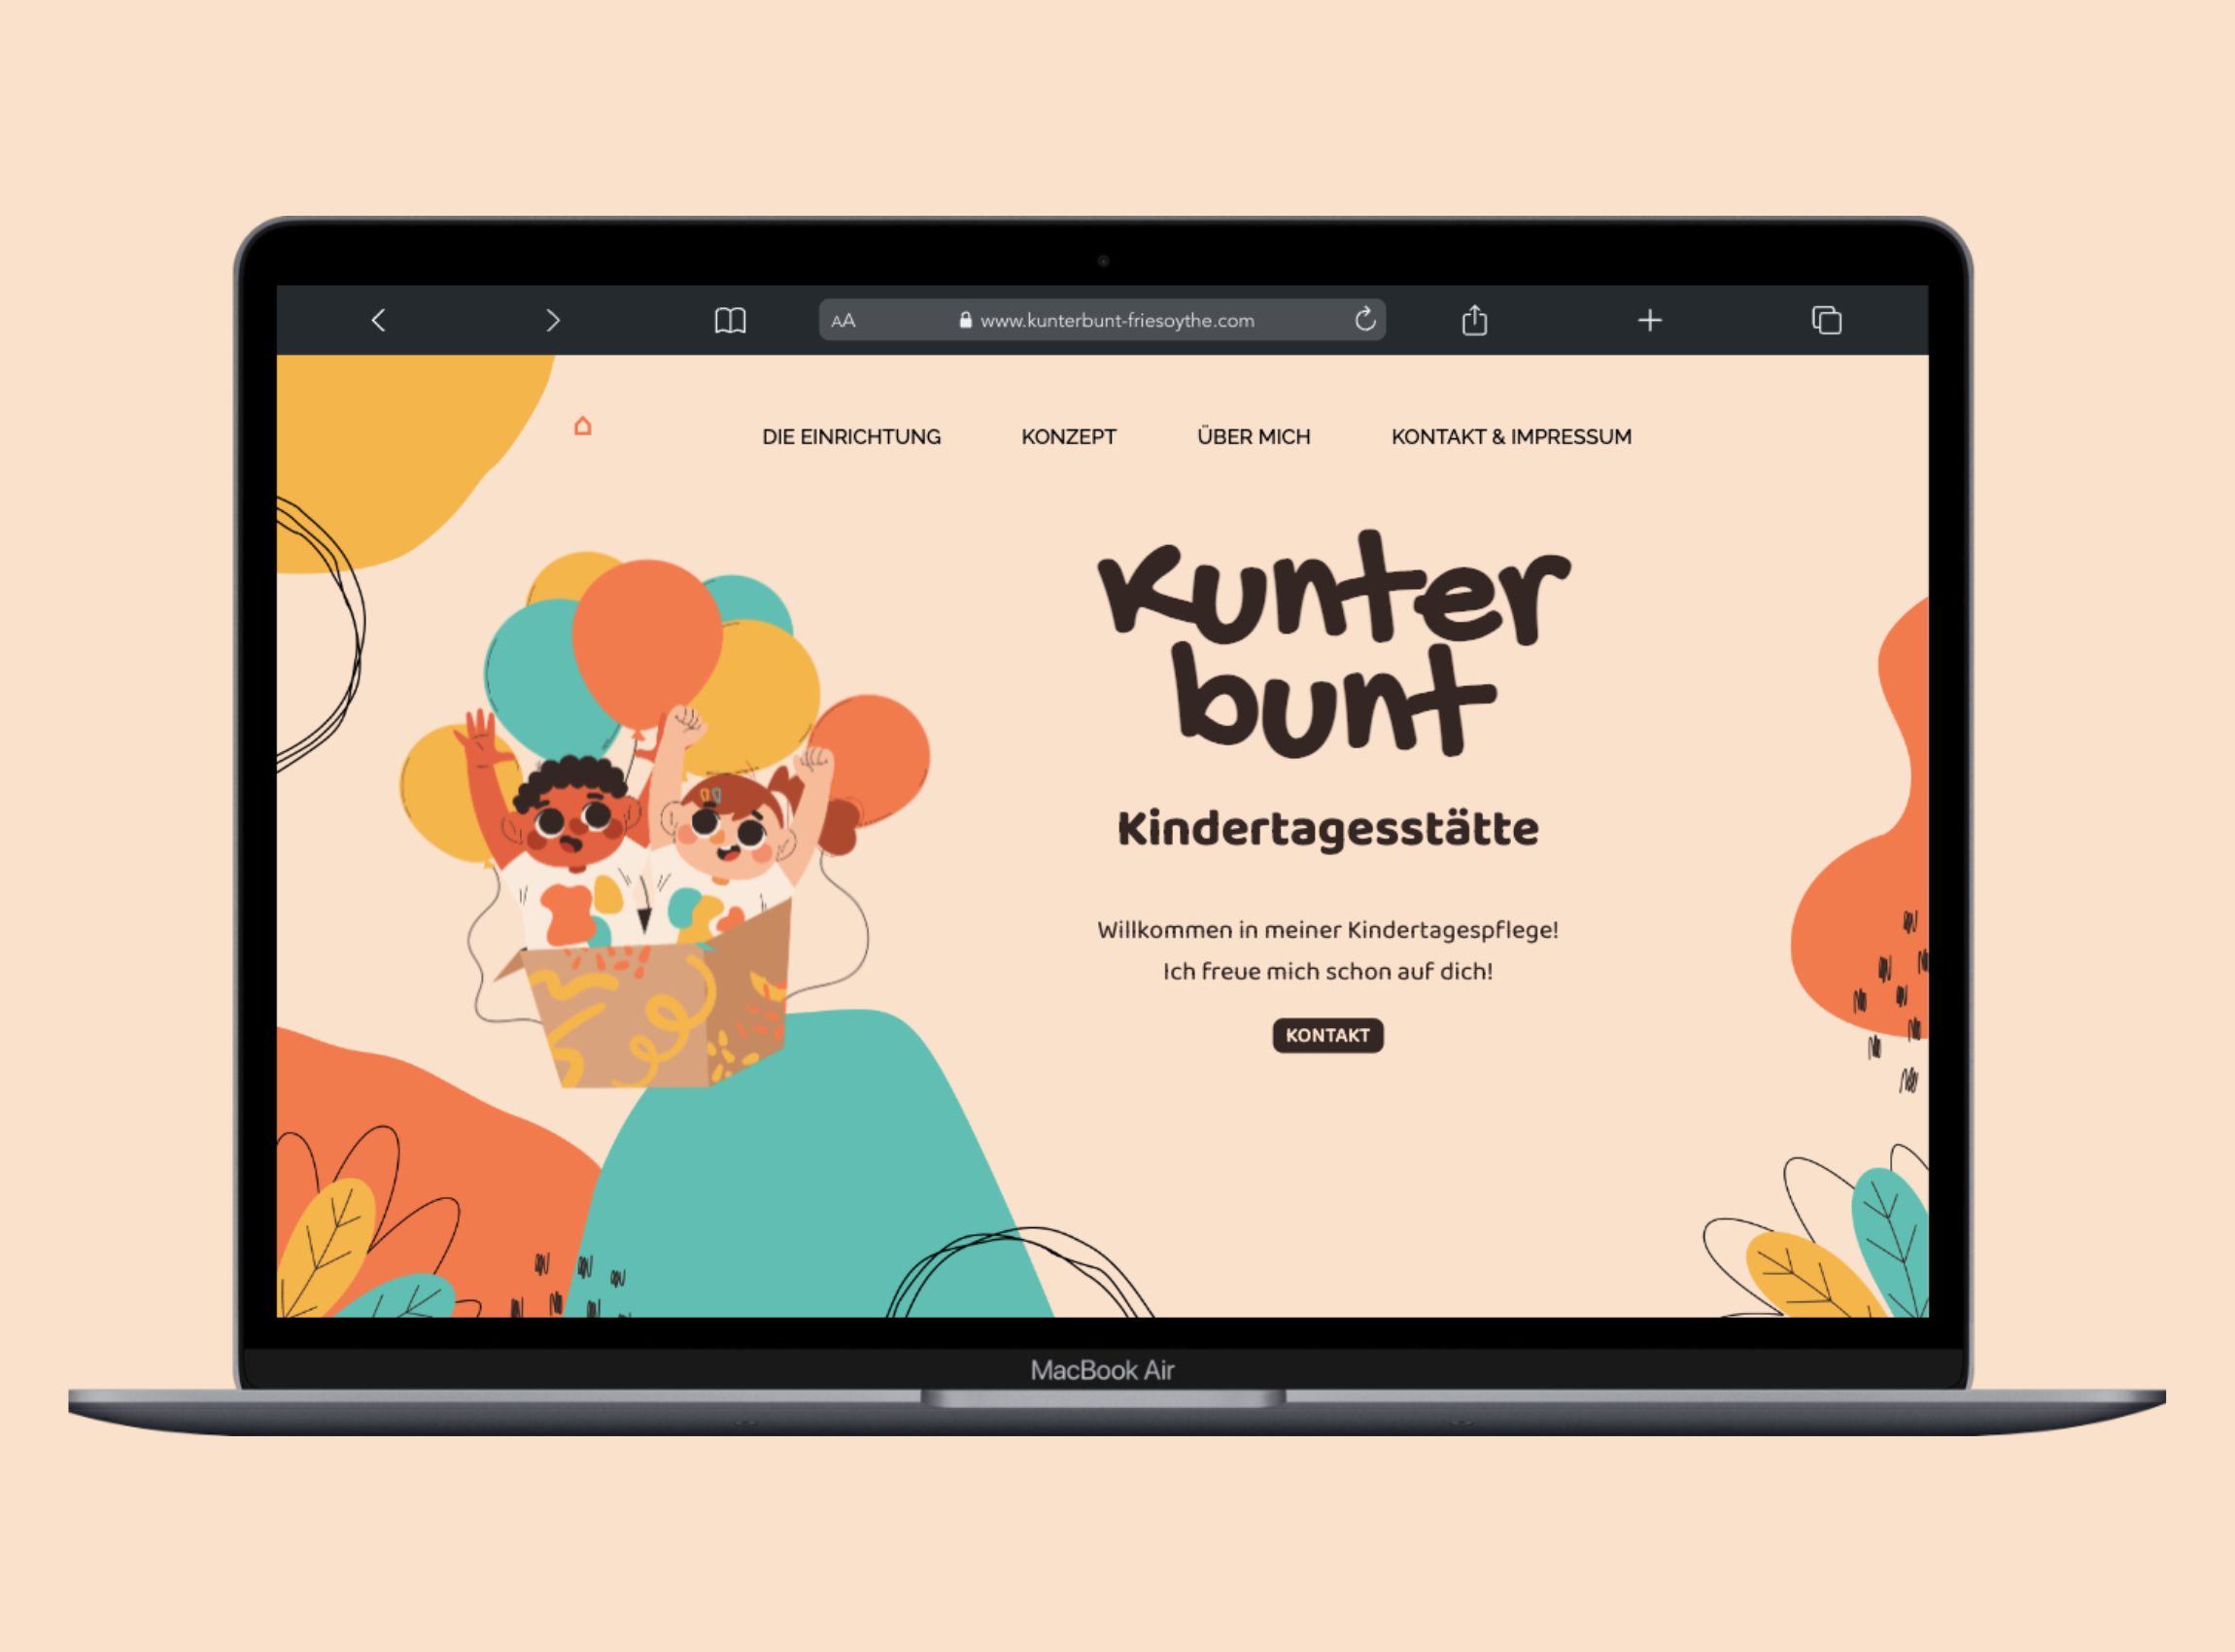 AA
www.kunterbunt-friesoythe.com
DIE EINRICHTUNG
KONZEPT
ÜBER MICH
KONTAKT & IMPRESSUM
kunter
bunt
Kindertagesstätte
Willkommen in meiner Kindertagespflege!
Ich freue mich schon auf dich!
KONTAKT
MacBook Air